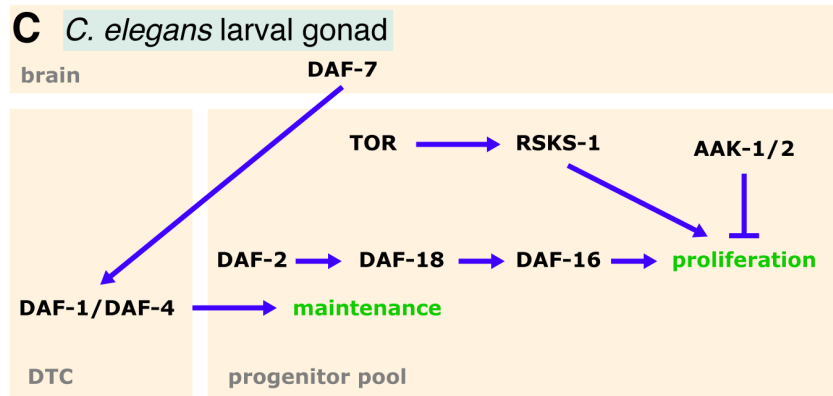 C C. elegans larval gonad
brain
DAF-7
TOR RSKS-1 AAK-1/2
DAF-2 DAF-18 DAF-16 proliferation
DAF-1/DAF-4 maintenance
DTC progenitor pool